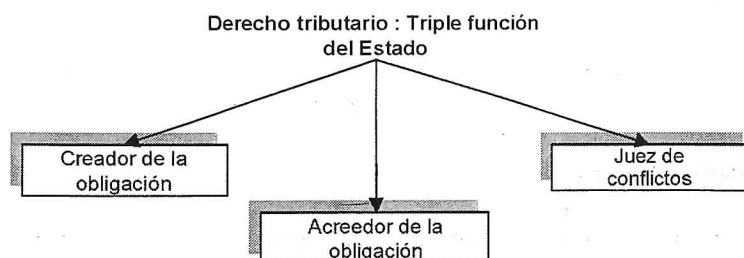 Derecho tributario : Triple función
del Estado
Creador de la
obligación
Juez de
conflictos
Acreedor de la
obligación